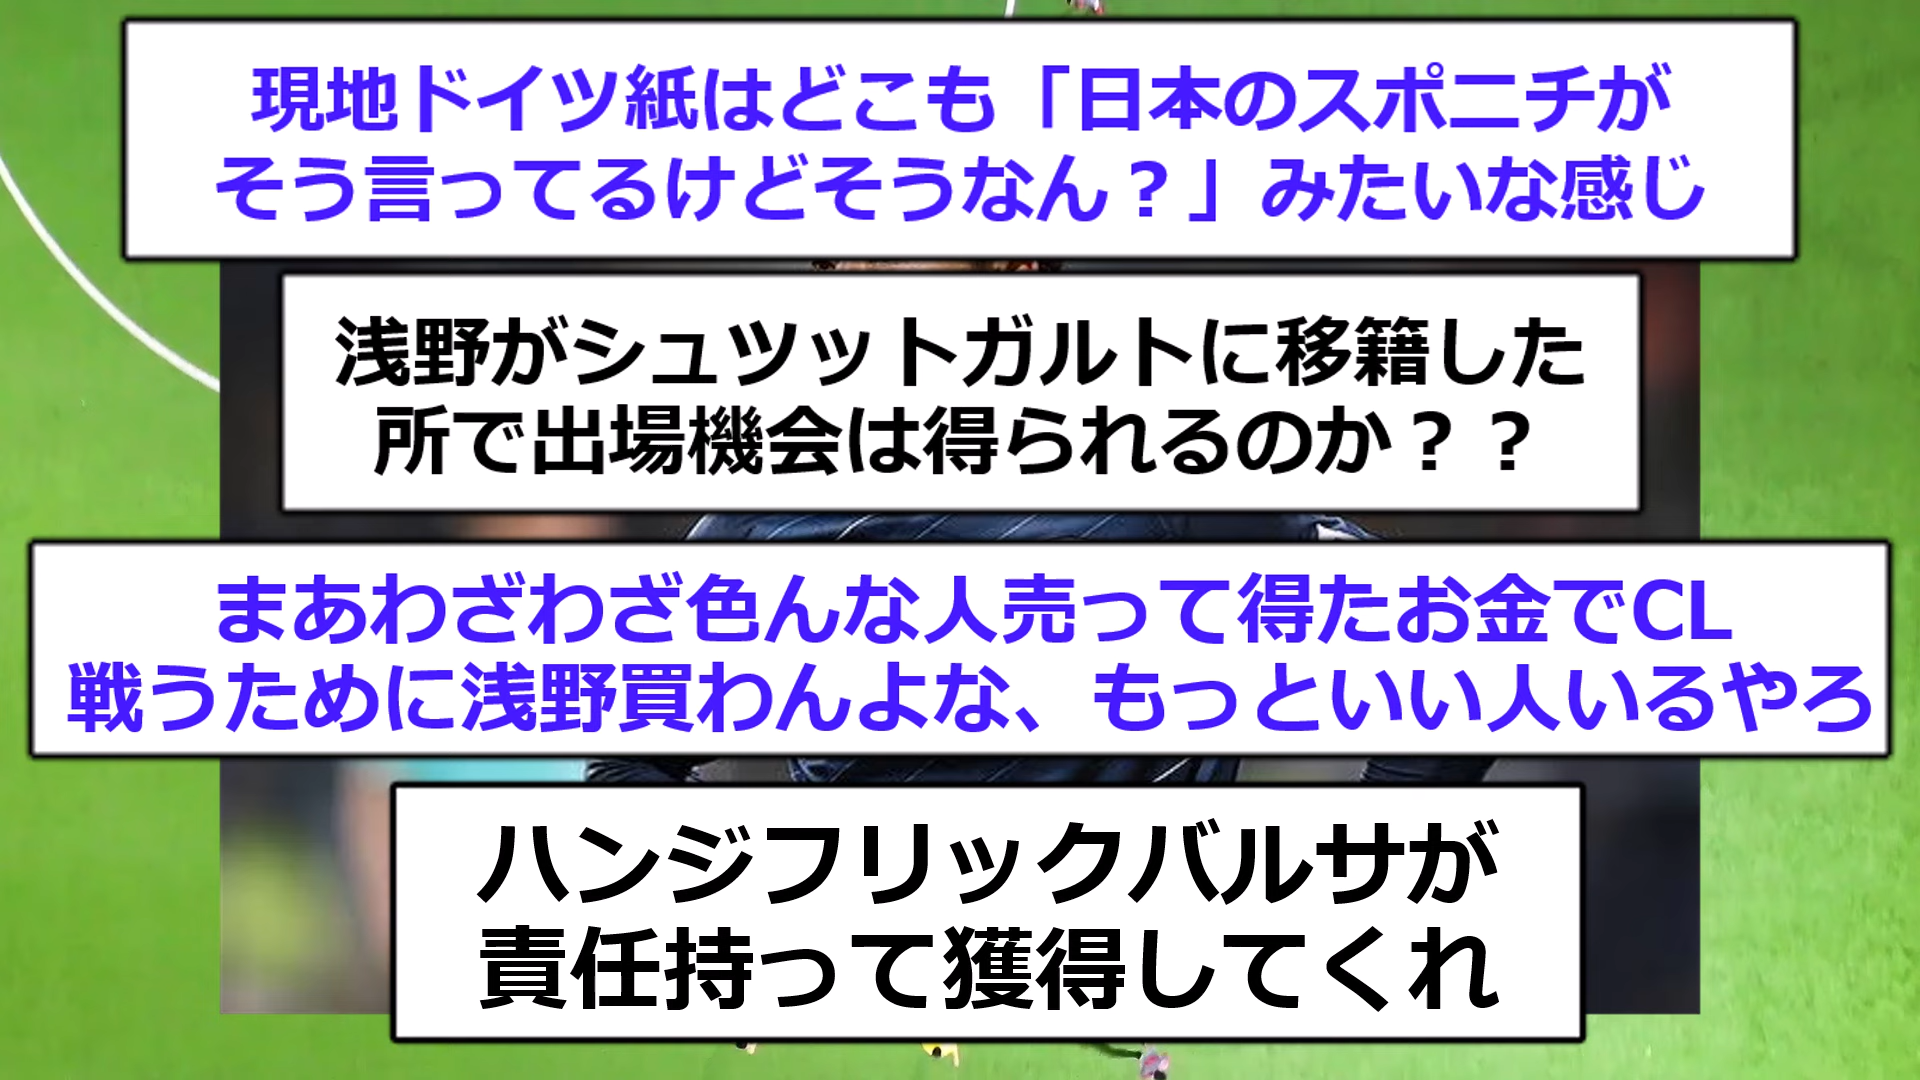 現地ドイツ紙はどこも「日本のスポニチが
そう言ってるけどそうなん？」みたいな感じ
浅野がシュツットガルトに移籍した
所で出場機会は得られるのか？？
まあわざわざ色んな人売って得たお金でCL
戦うために浅野買わんよな、もっといい人いるやろ
ハンジフリックバルサが
責任持って獲得してくれ